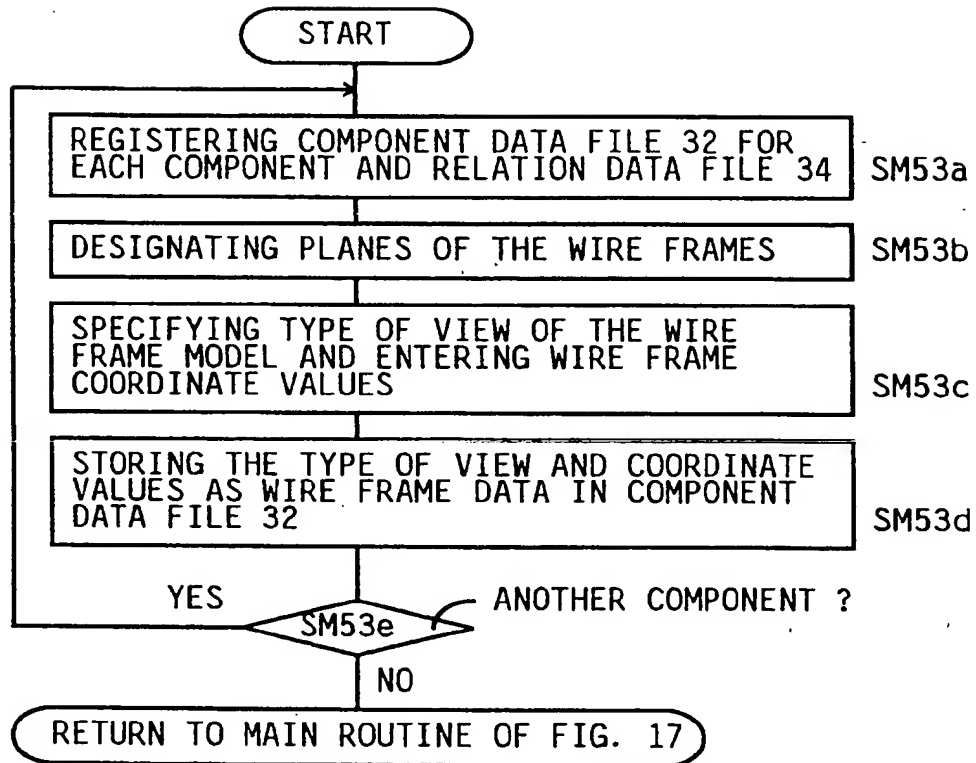 START
REGISTERING COMPONENT DATA FILE 32 FOR
EACH COMPONENT AND RELATION DATA FILE 34
SM53a
DESIGNATING PLANES OF THE WIRE FRAMES
SM53b
SPECIFYING TYPE OF VIEW OF THE WIRE
FRAME MODEL AND ENTERING WIRE FRAME
COORDINATE VALUES
SM53c
STORING THE TYPE OF VIEW AND COORDINATE
VALUES AS WIRE FRAME DATA IN COMPONENT
DATA FILE 32
SM53d
YES
ANOTHER COMPONENT ?
SM53e
NO
RETURN TO MAIN ROUTINE OF FIG. 17